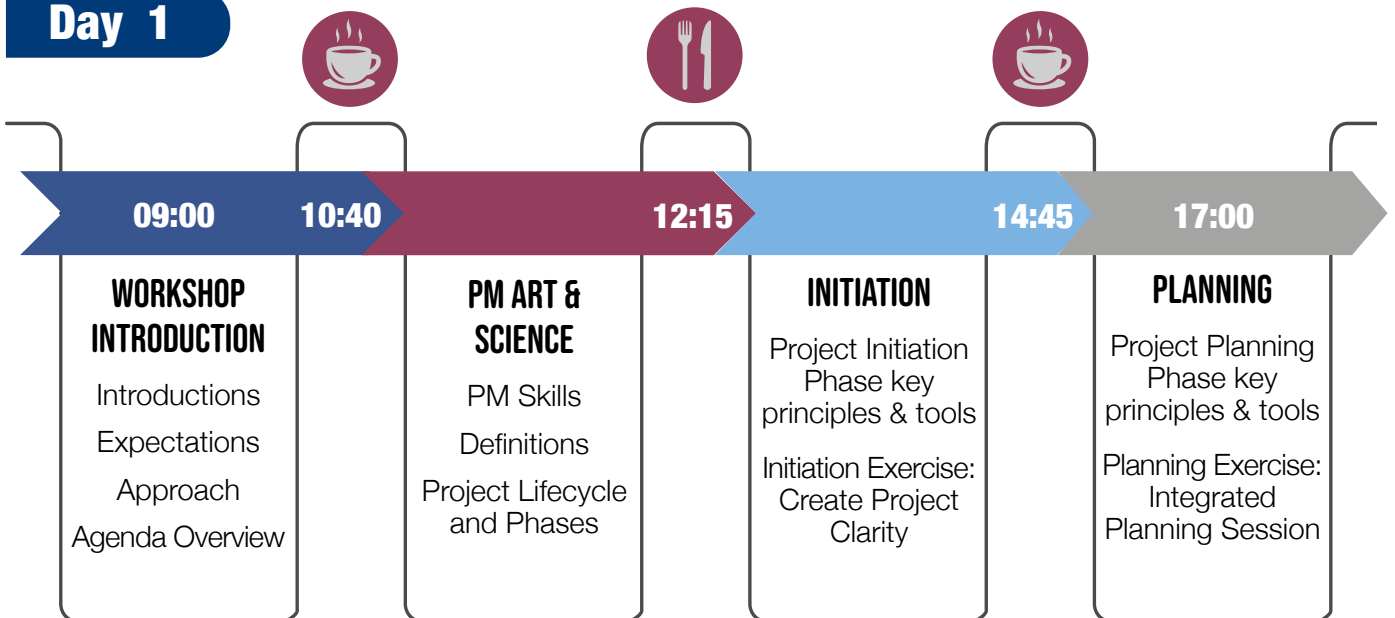 Day 1
09:00
10:40
12:15
14:45
17:00
WORKSHOP
INTRODUCTION
Introductions
Expectations
Approach
Agenda Overview
PM ART &
SCIENCE
PM Skills
Definitions
Project Lifecycle
and Phases
INITIATION
Project Initiation
Phase key
principles & tools
Initiation Exercise:
Create Project
Clarity
PLANNING
Project Planning
Phase key
principles & tools
Planning Exercise:
Integrated
Planning Session